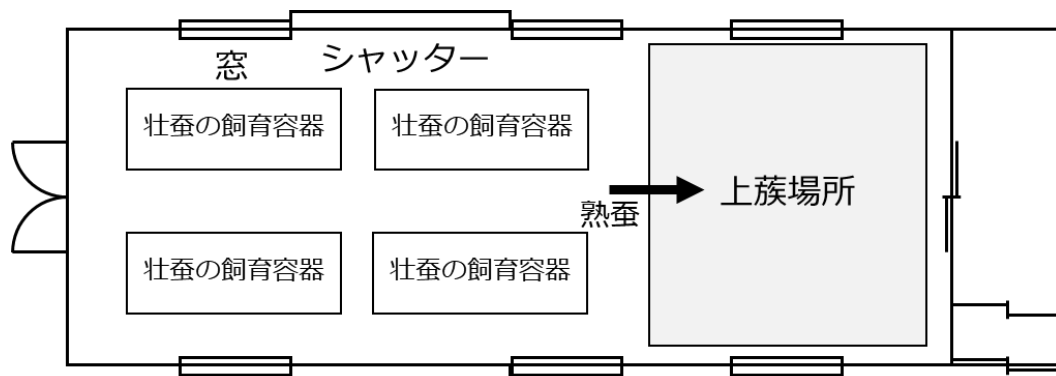 窓
シャッター
壮蚕の飼育容器
壮蚕の飼育容器
熟蚕
上蔟場所
壮蚕の飼育容器
壮蚕の飼育容器